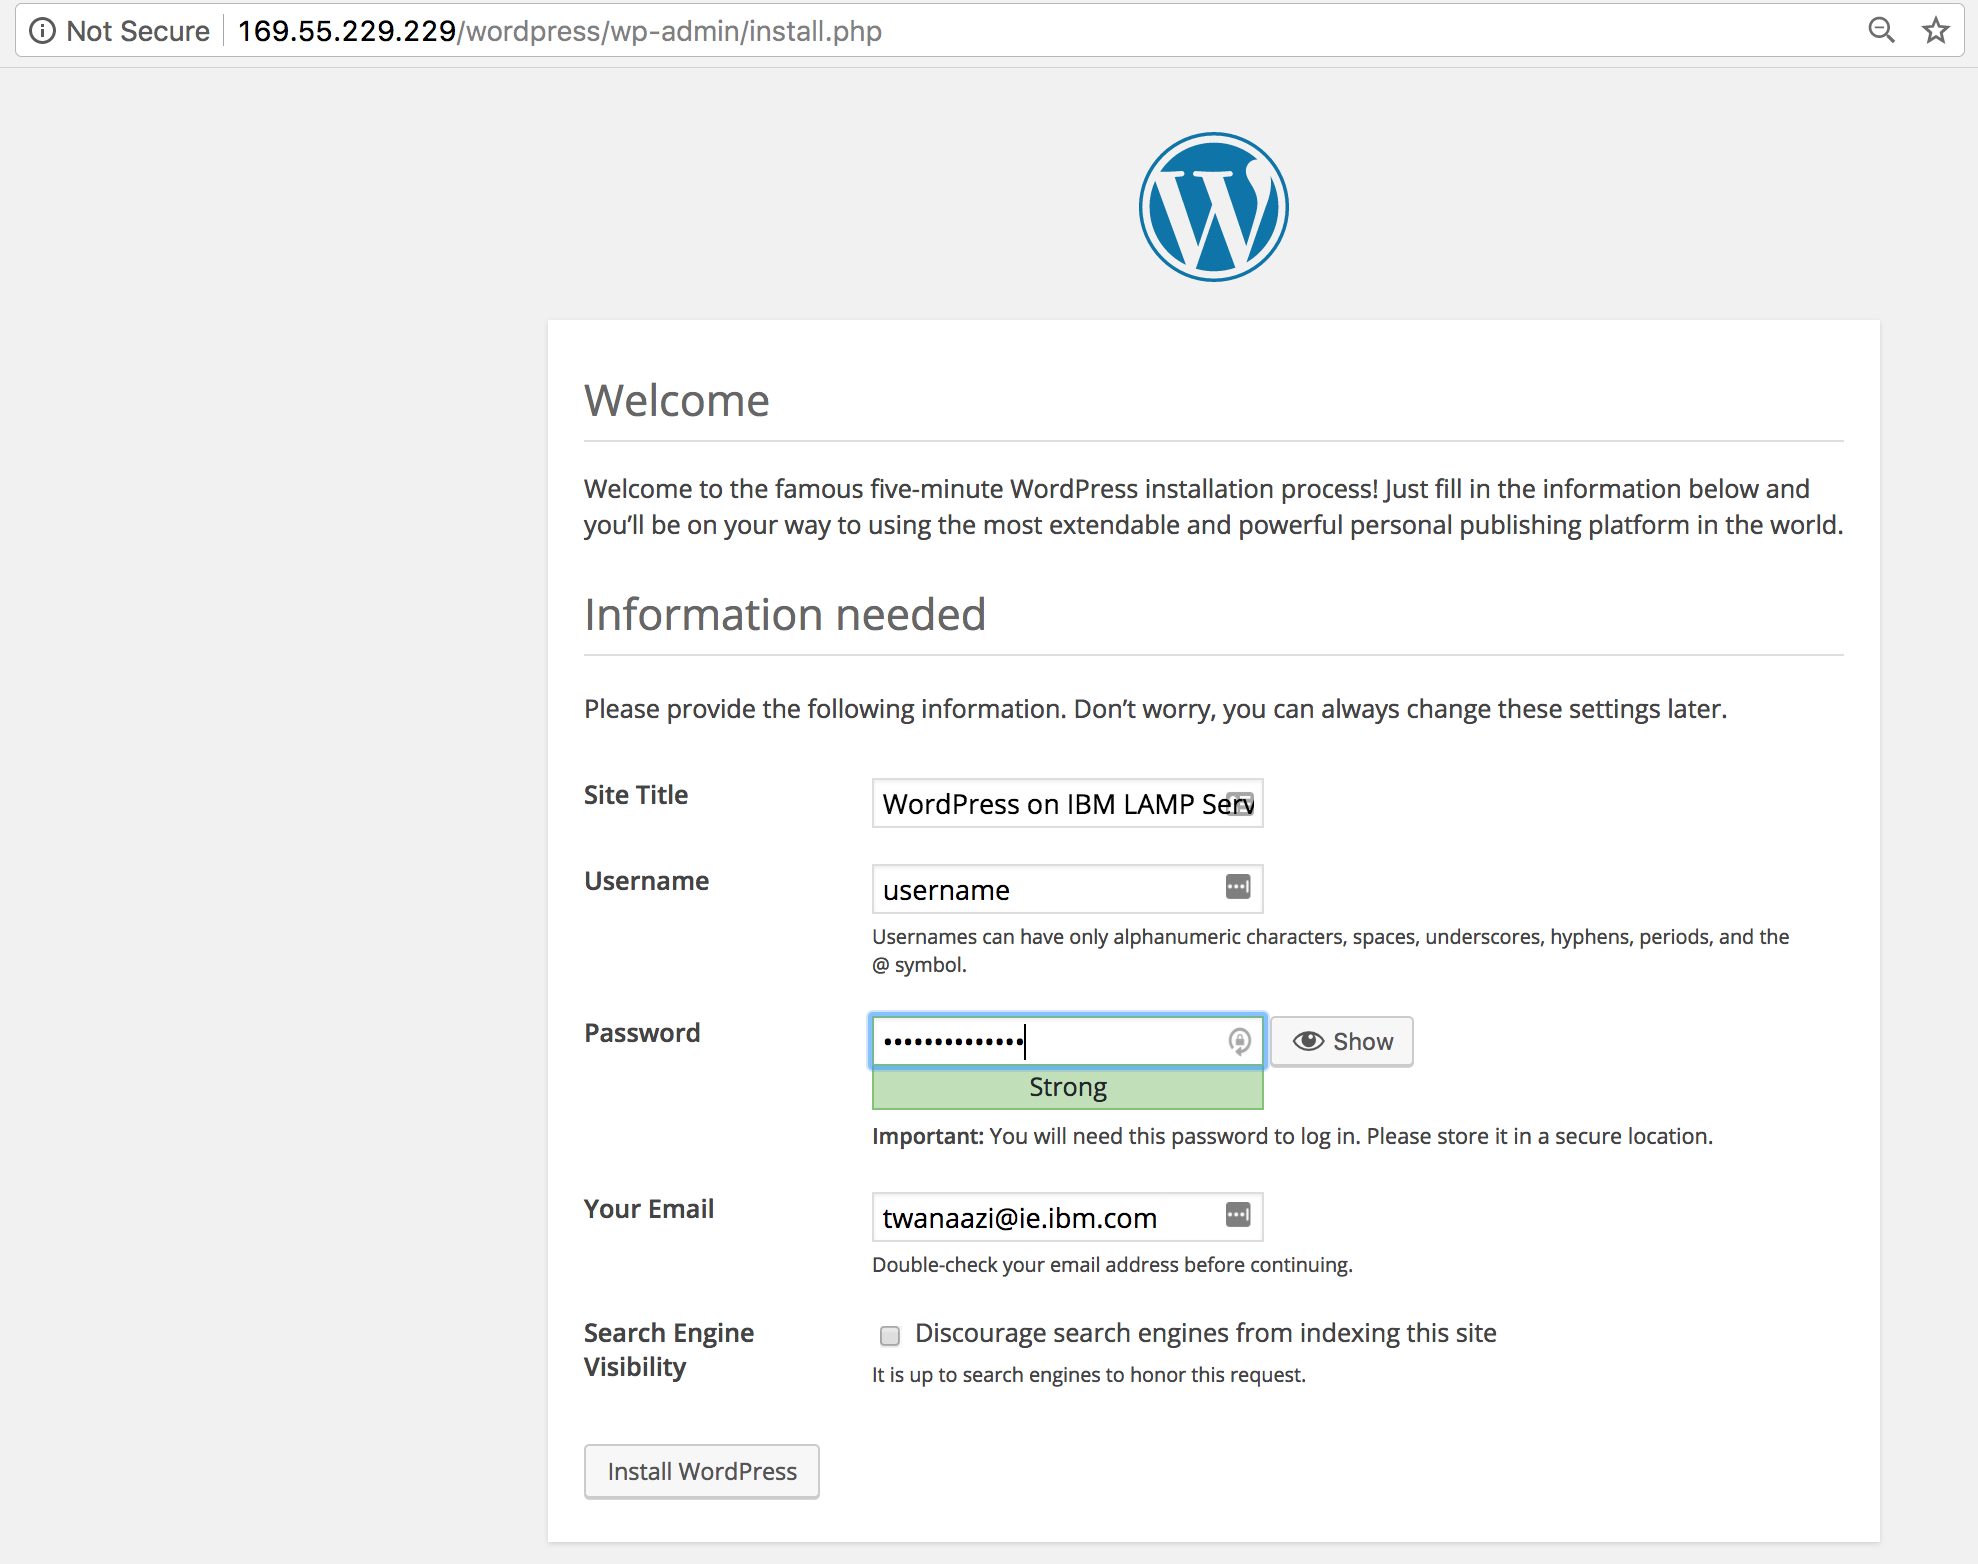 Not Secure 169.55.229.229/wordpress/wp-admin/install.php
Welcome
Welcome to the famous five-minute WordPress installation process! Just fill in the information below and
you’ll be on your way to using the most extendable and powerful personal publishing platform in the world.
Information needed
Please provide the following information. Don’t worry, you can always change these settings later.
Site Title WordPress on IBM LAMP Serv
Username username
Usernames can have only alphanumeric characters, spaces, underscores, hyphens, periods, and the
@ symbol.
Password •••••••••••••• Show
Strong
Important: You will need this password to log in. Please store it in a secure location.
Your Email twanaazi@ie.ibm.com
Double-check your email address before continuing.
Search Engine Discourage search engines from indexing this site
Visibility It is up to search engines to honor this request.
Install WordPress